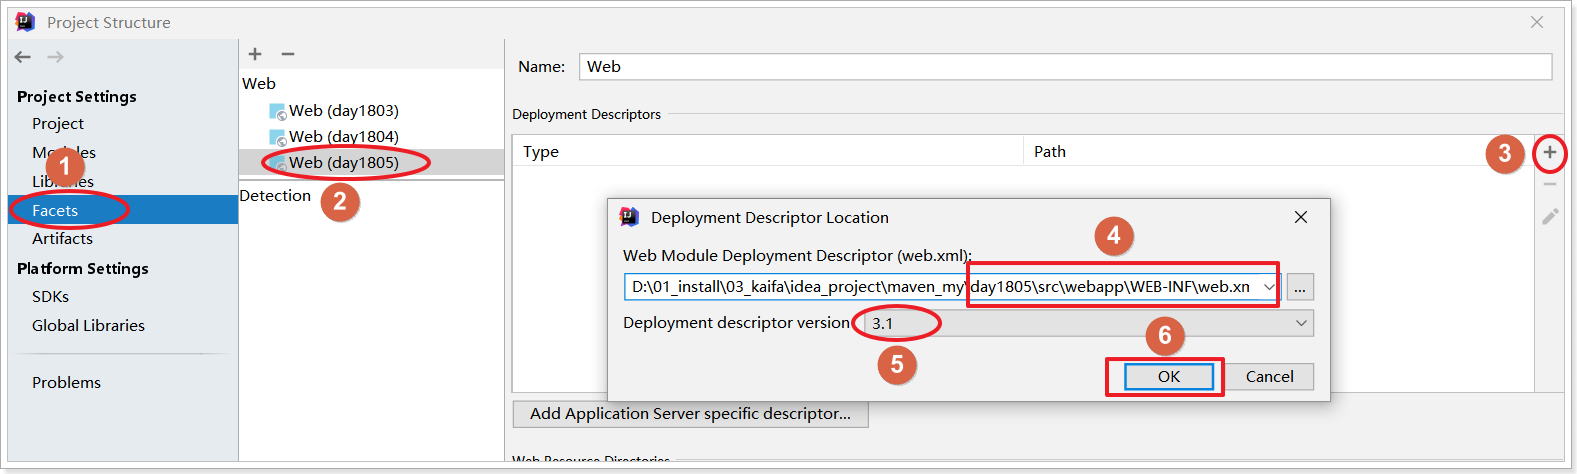 Project Structure
Project Settings
Project
Modules
Libraries
Facets
Artifacts
Platform Settings
SDKs
Global Libraries
Problems
1
Web
Web (day1803)
Web (day1804)
Web (day1805)
Detection
2
Name: Web
Deployment Descriptors
Type Path
3
Deployment Descriptor Location
4
Web Module Deployment Descriptor (web.xml):
D:\01_install\03_kaifa\idea_project\maven_my\day1805\src\webapp\WEB-INF\web.xn ...
Deployment descriptor version 3.1
5
6
OK Cancel
Add Application Server specific descriptor...
Web Resource Directories